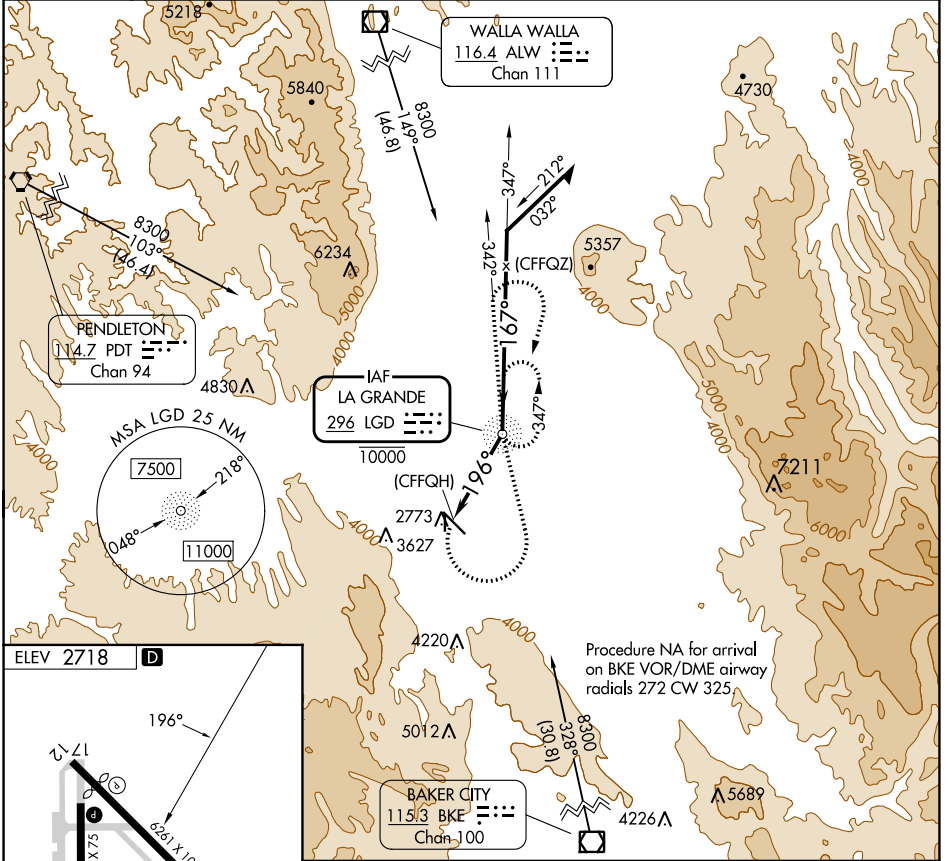 5218
WALLA WALLA
116.4 ALW
Chan 111
5840
4730
8300
149°
(46.8)
4000
347°
212°
032°
8300
103°
(46.4)
6234
342°
(CFFQZ)
5357
4000
5000
4000
167°
PENDLETON
114.7 PDT
Chan 94
4830
IAF
LA GRANDE
296 LGD
10000
347°
5000
4000
MSA LGD 25 NM
7500
218°
048°
11000
196°
(CFFQH)
7211
2773
3627
4000
6000
4000
4220
Procedure NA for arrival
on BKE VOR/DME airway
radials 272 CW 325.
ELEV 2718
D
196°
5012
8300
328°
(30.8)
17
12
P
P
6261 X 10
X 75
BAKER CITY
115.3 BKE
Chan 100
4226
5689